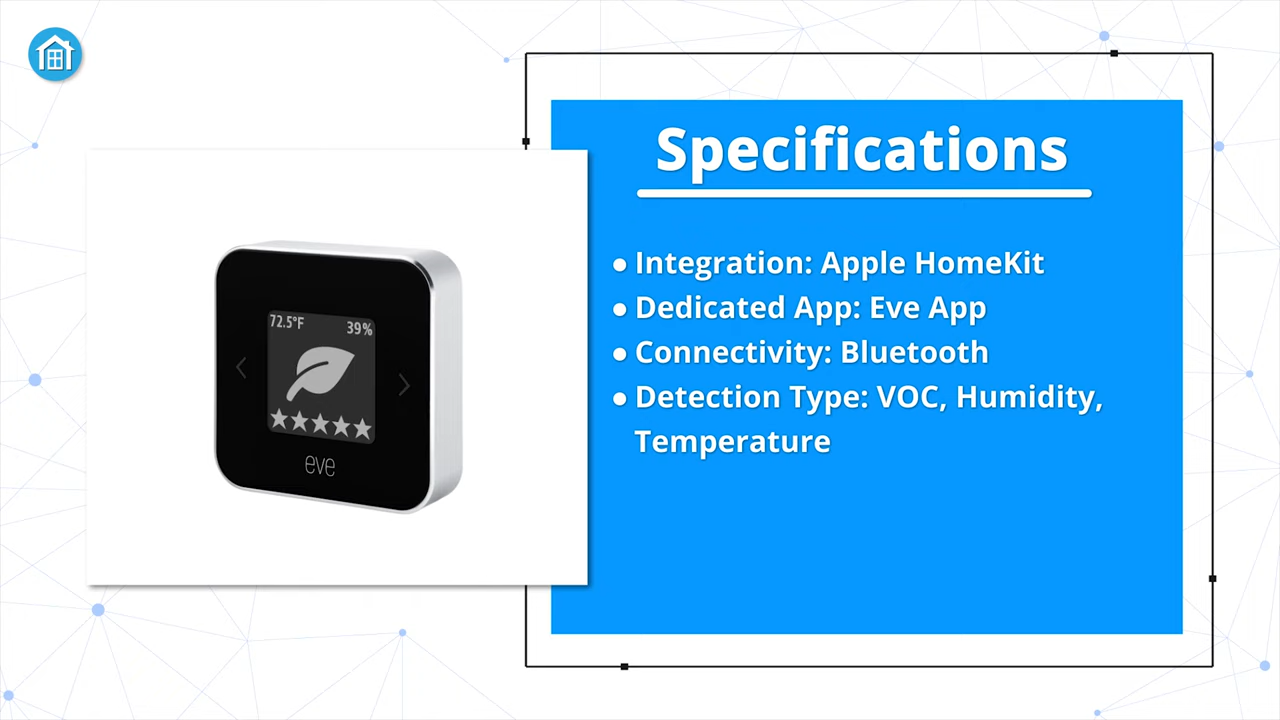 Specifications
● Integration: Apple HomeKit
● Dedicated App: Eve App
● Connectivity: Bluetooth
● Detection Type: VOC, Humidity,
Temperature
72.5°F 39%
eve